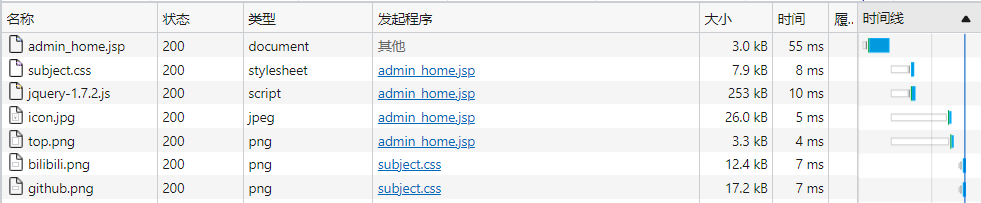 名称 状态 类型 发起程序 大小 时间 履.. 时间线
admin_home.jsp 200 document 其他 3.0 kB 55 ms
subject.css 200 stylesheet admin_home.jsp 7.9 kB 8 ms
jquery-1.7.2.js 200 script admin_home.jsp 253 kB 10 ms
icon.jpg 200 jpeg admin_home.jsp 26.0 kB 5 ms
top.png 200 png admin_home.jsp 3.3 kB 4 ms
bilibili.png 200 png subject.css 12.4 kB 7 ms
github.png 200 png subject.css 17.2 kB 7 ms